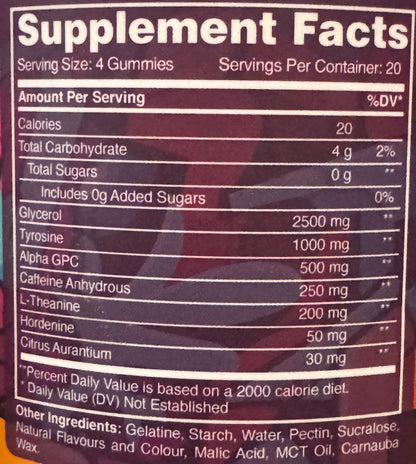 Supplement Facts
Serving Size: 4 Gummies Servings Per Container: 20
Amount Per Serving %DV*
Calories 20
Total Carbohydrate 4 g 2%
Total Sugars 0 g **
Includes 0g Added Sugars 0%
Glycerol 2500 mg **
Tyrosine 1000 mg **
Alpha GPC 500 mg **
Caffeine Anhydrous 250 mg **
L-Theanine 200 mg **
Hordenine 50 mg **
Citrus Aurantium 30 mg **
**Percent Daily Value is based on a 2000 calorie diet.
* Daily Value (DV) Not Established
Other Ingredients: Gelatine, Starch, Water, Pectin, Sucralose,
Natural Flavours and Colour, Malic Acid, MCT Oil, Carnauba
Wax.